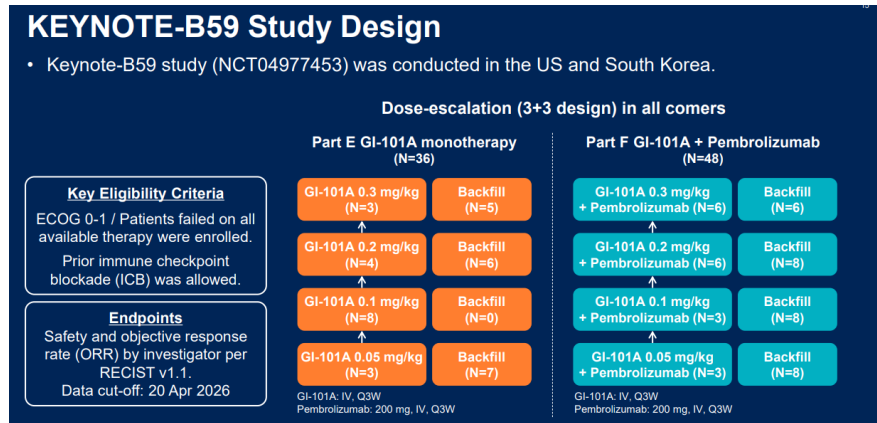 KEYNOTE-B59 Study Design
• Keynote-B59 study (NCT04977453) was conducted in the US and South Korea.
Dose-escalation (3+3 design) in all comers
Part E GI-101A monotherapy
(N=36)
Part F GI-101A + Pembrolizumab
(N=48)
Key Eligibility Criteria
ECOG 0-1 / Patients failed on all
available therapy were enrolled.
Prior immune checkpoint
blockade (ICB) was allowed.
Endpoints
Safety and objective response
rate (ORR) by investigator per
RECIST v1.1.
Data cut-off: 20 Apr 2026
GI-101A 0.3 mg/kg
(N=3)
Backfill
(N=5)
GI-101A 0.2 mg/kg
(N=4)
Backfill
(N=6)
GI-101A 0.1 mg/kg
(N=8)
Backfill
(N=0)
GI-101A 0.05 mg/kg
(N=3)
Backfill
(N=7)
GI-101A: IV, Q3W
Pembrolizumab: 200 mg, IV, Q3W
GI-101A 0.3 mg/kg
+ Pembrolizumab (N=6)
Backfill
(N=6)
GI-101A 0.2 mg/kg
+ Pembrolizumab (N=6)
Backfill
(N=8)
GI-101A 0.1 mg/kg
+ Pembrolizumab (N=3)
Backfill
(N=8)
GI-101A 0.05 mg/kg
+ Pembrolizumab (N=3)
Backfill
(N=8)
GI-101A: IV, Q3W
Pembrolizumab: 200 mg, IV, Q3W